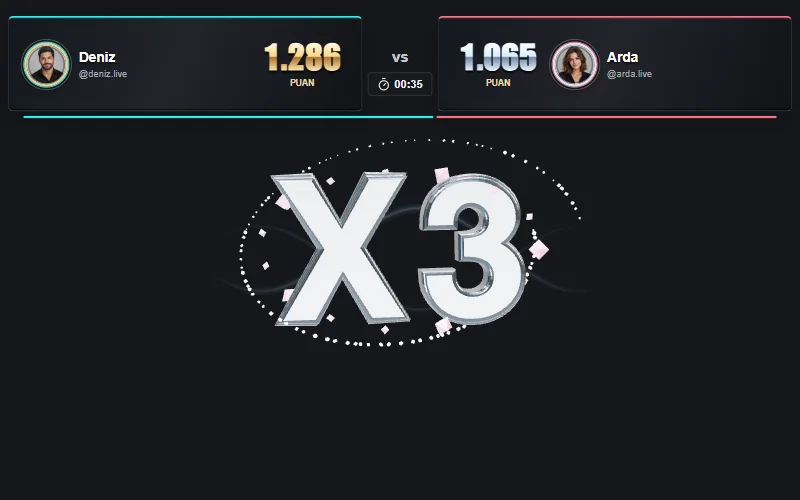 Deniz
@deniz.live
1.286
PUAN
vs
00:35
1.065
PUAN
Arda
@arda.live
X3